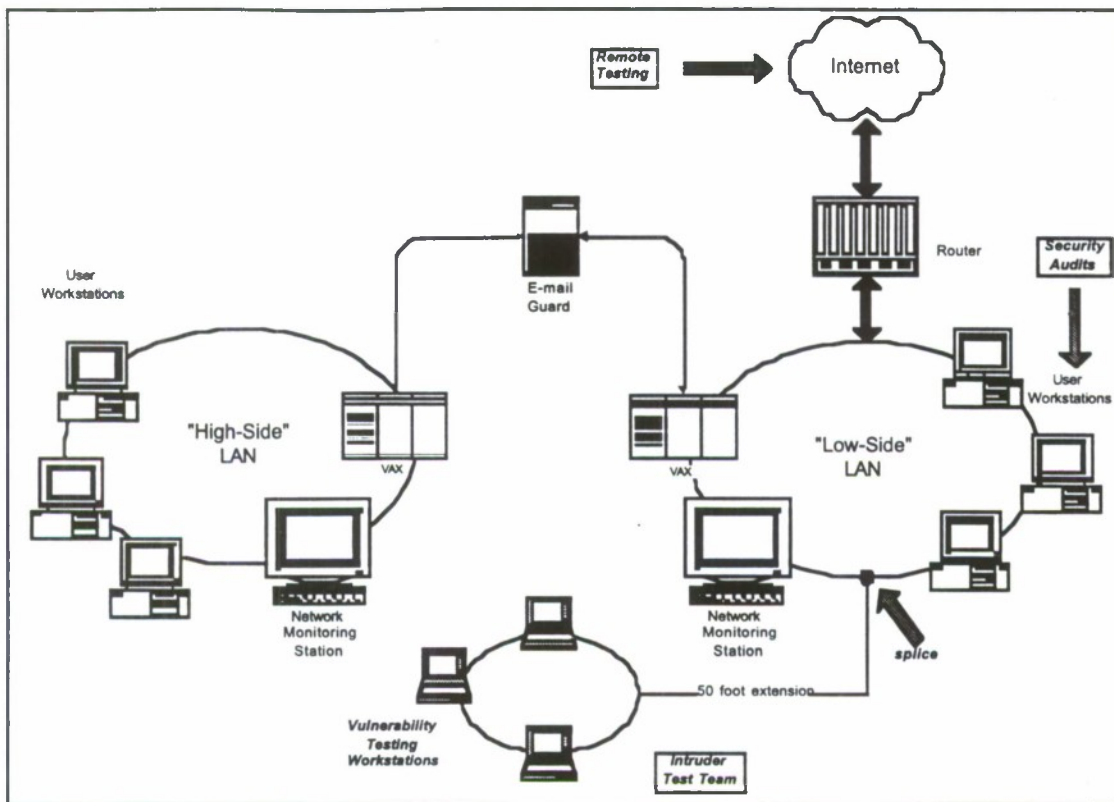 Remote
Testing
Internet
Router
Security
Audits
E-mail
Guard
User
Workstations
User
Workstations
"High-Side"
LAN
VAX
VAX
"Low-Side"
LAN
Network
Monitoring
Station
Network
Monitoring
Station
splice
50 foot extension
Vulnerability
Testing
Workstations
Intruder
Test Team